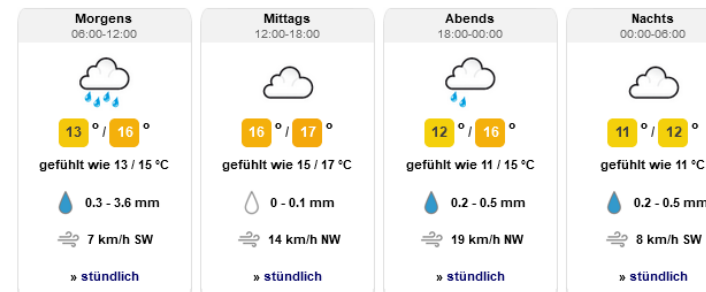 Morgens
06:00-12:00
13 ° / 16 °
gefühlt wie 13 / 15 °C
0.3 - 3.6 mm
7 km/h SW
» stündlich
Mittags
12:00-18:00
16 ° / 17 °
gefühlt wie 15 / 17 °C
0 - 0.1 mm
14 km/h NW
» stündlich
Abends
18:00-00:00
12 ° / 16 °
gefühlt wie 11 / 15 °C
0.2 - 0.5 mm
19 km/h NW
» stündlich
Nachts
00:00-06:00
11 ° / 12 °
gefühlt wie 11 °C
0.2 - 0.5 mm
8 km/h SW
» stündlich